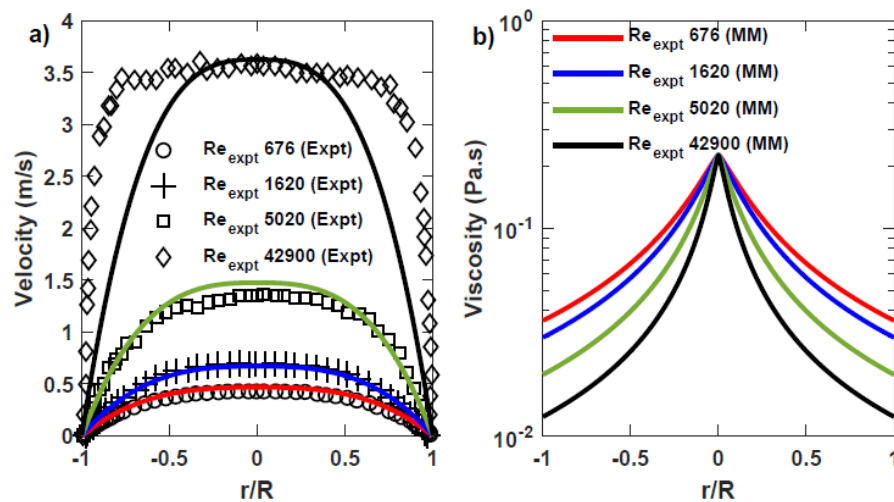 a)
4
3.5
3
2.5
2
1.5
1
0.5
0
Velocity (m/s)
Re_expt 676 (Expt)
Re_expt 1620 (Expt)
Re_expt 5020 (Expt)
Re_expt 42900 (Expt)
-1 -0.5 0 0.5 1
r/R
b)
10^0
10^-1
10^-2
Viscosity (Pa.s)
Re_expt 676 (MM)
Re_expt 1620 (MM)
Re_expt 5020 (MM)
Re_expt 42900 (MM)
-1 -0.5 0 0.5 1
r/R